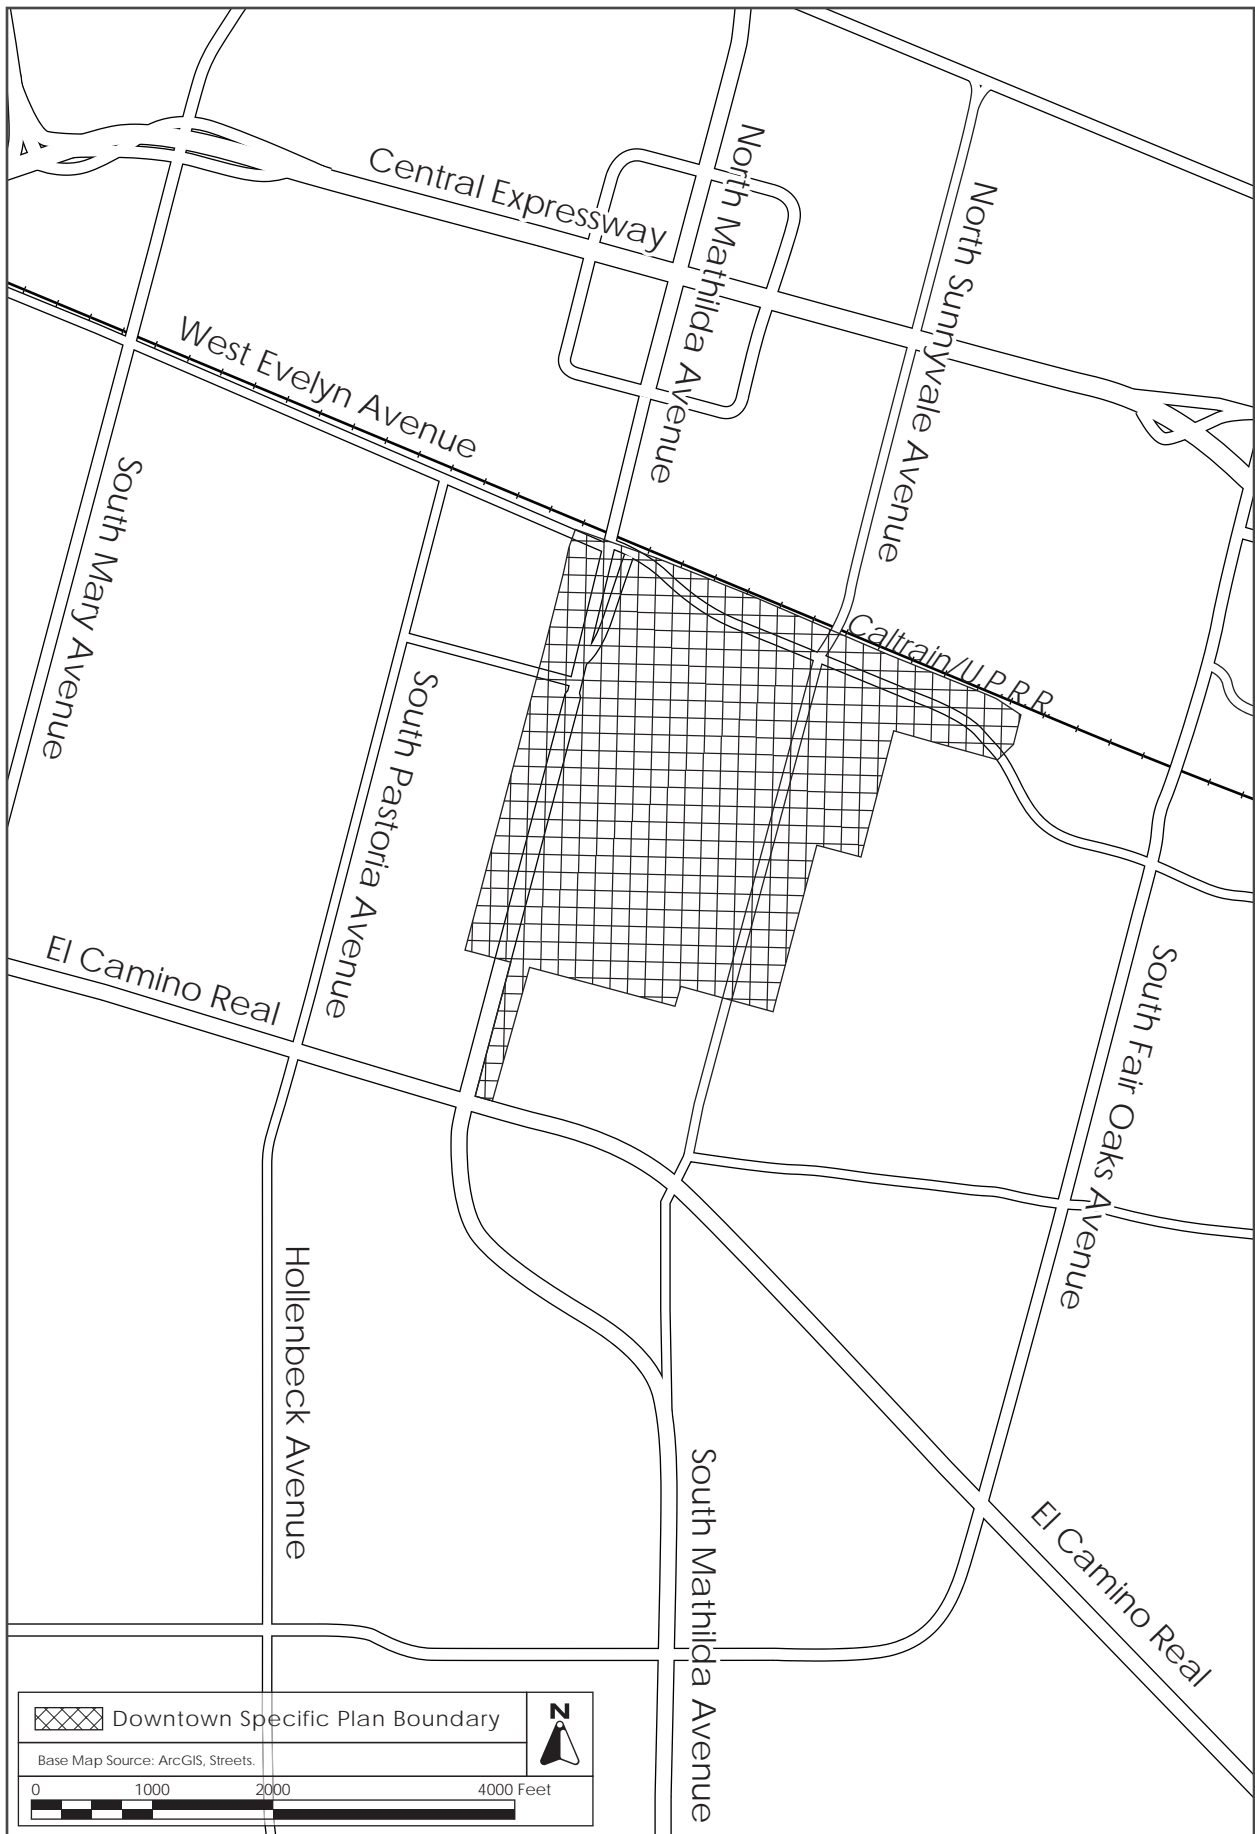 Central Expressway
North Mathilda Avenue
North Sunnyvale Avenue
West Evelyn Avenue
South Mary Avenue
Caltrain/U.P.R.R.
South Pastoria Avenue
El Camino Real
South Fair Oaks Avenue
Hollenbeck Avenue
South Mathilda Avenue
El Camino Real
Downtown Specific Plan Boundary
N
Base Map Source: ArcGIS, Streets.
0 1000 2000 4000 Feet